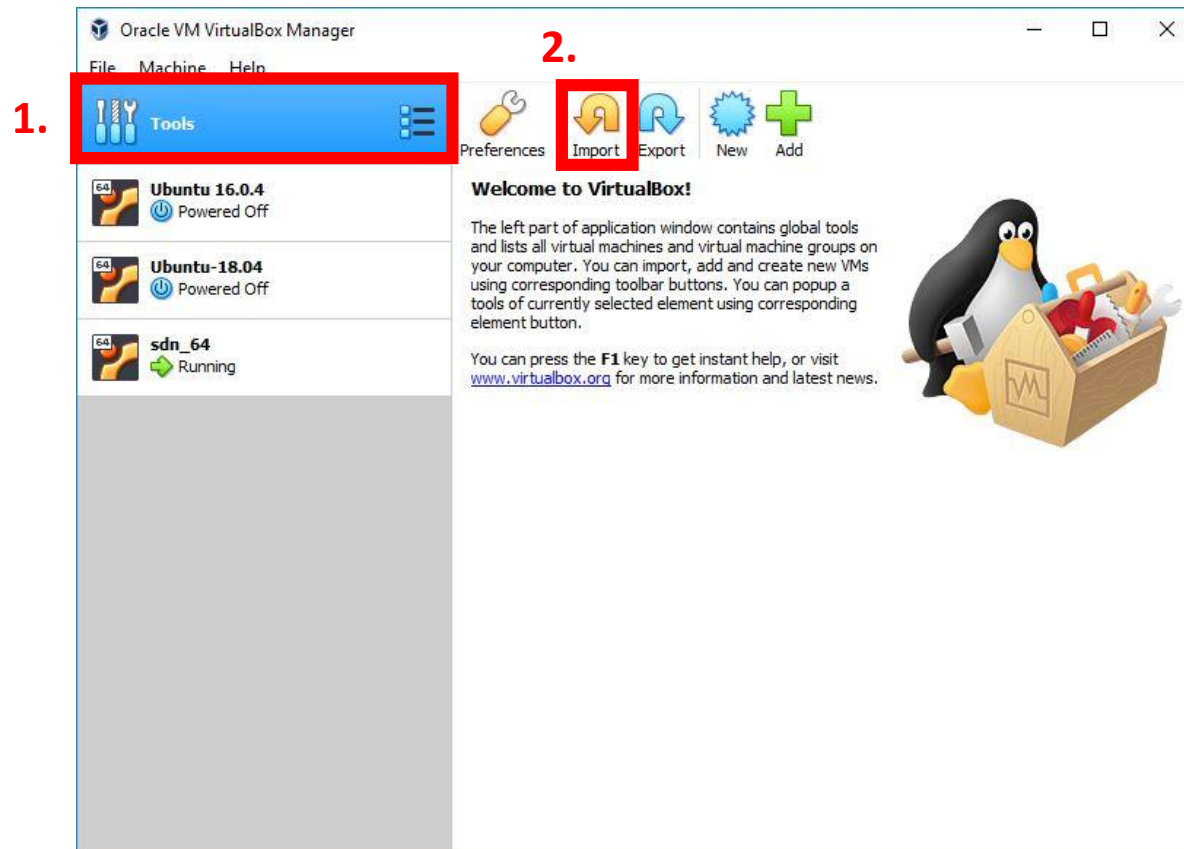 Oracle VM VirtualBox Manager
2.
File Machine Help
1.
Tools
Preferences Import Export New Add
64
Ubuntu 16.0.4
Powered Off
64
Ubuntu-18.04
Powered Off
64
sdn_64
Running
Welcome to VirtualBox!
The left part of application window contains global tools
and lists all virtual machines and virtual machine groups on
your computer. You can import, add and create new VMs
using corresponding toolbar buttons. You can popup a
tools of currently selected element using corresponding
element button.
You can press the F1 key to get instant help, or visit
www.virtualbox.org for more information and latest news.